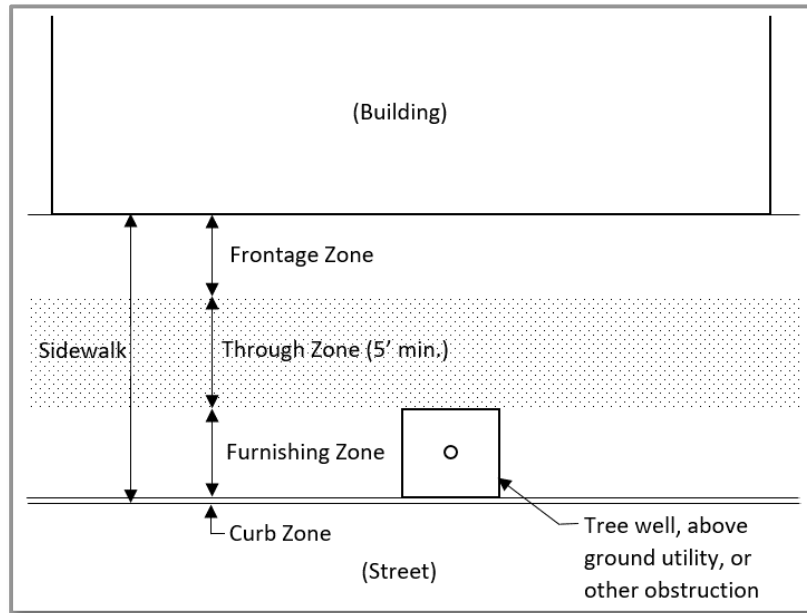 (Building)
Frontage Zone
Sidewalk
Through Zone (5’ min.)
Furnishing Zone
Curb Zone
Tree well, above
ground utility, or
other obstruction
(Street)